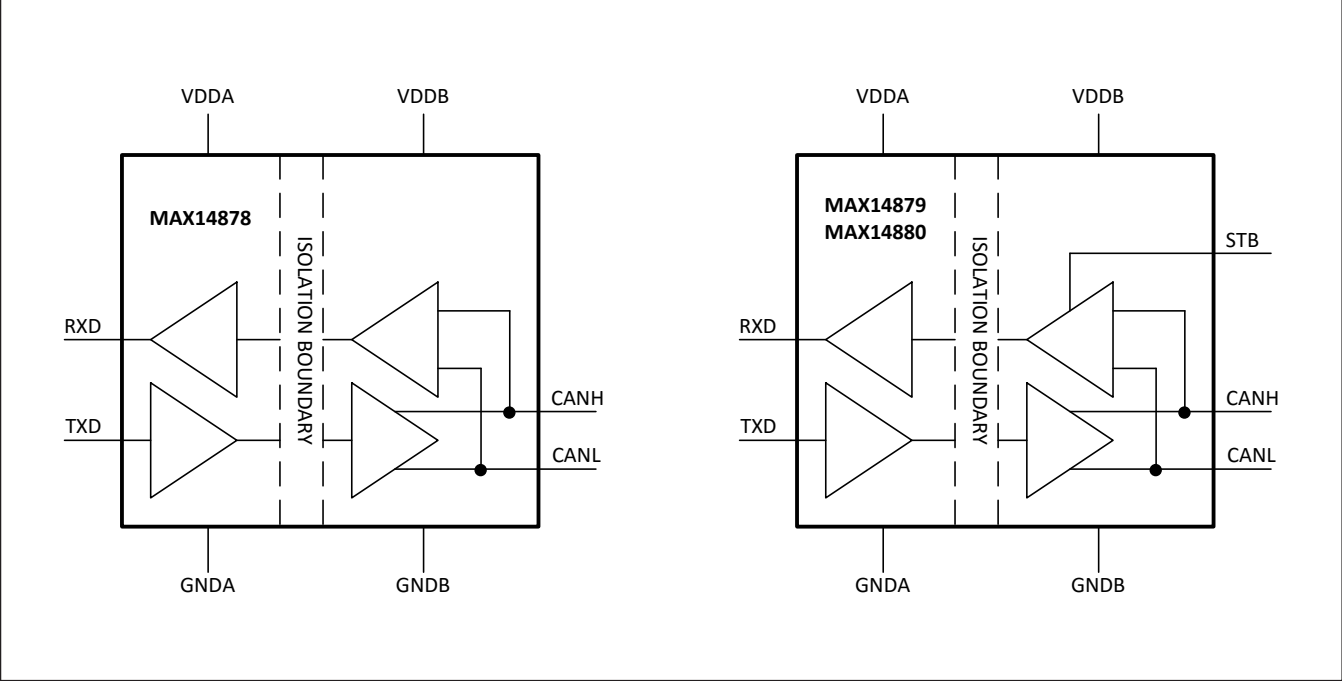 VDDA
VDDB
MAX14878
ISOLATION BOUNDARY
RXD
TXD
CANH
CANL
GNDA
GNDB
VDDA
VDDB
MAX14879
MAX14880
ISOLATION BOUNDARY
STB
RXD
TXD
CANH
CANL
GNDA
GNDB